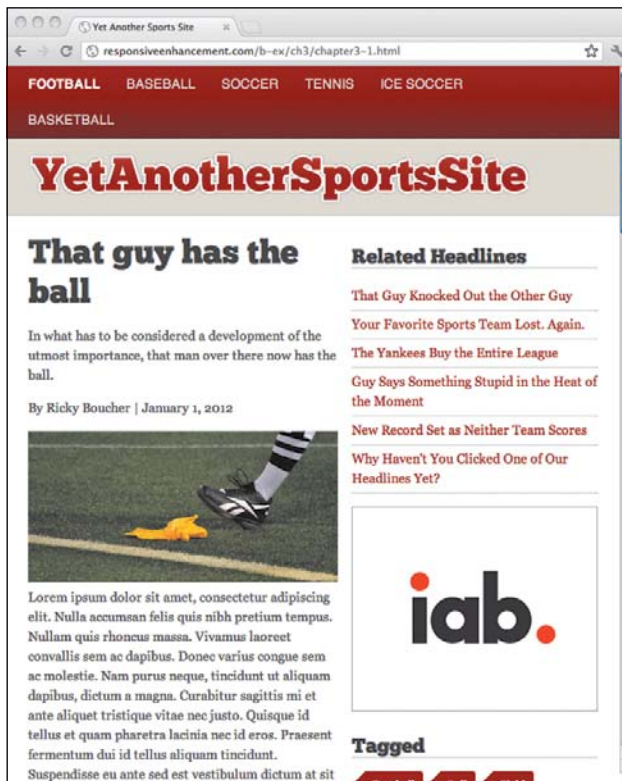 Yet Another Sports Site
responsiveenhancement.com/b-ex/ch3/chapter3-1.html
FOOTBALL BASEBALL SOCCER TENNIS ICE SOCCER
BASKETBALL
YetAnotherSportsSite
That guy has the
ball
In what has to be considered a development of the
utmost importance, that man over there now has the
ball.
By Ricky Boucher | January 1, 2012
Lorem ipsum dolor sit amet, consectetur adipiscing
elit. Nulla accumsan felis quis nibh pretium tempus.
Nullam quis rhoncus massa. Vivamus laoreet
convallis sem ac dapibus. Donec varius congue sem
ac molestie. Nam purus neque, tincidunt ut aliquam
dapibus, dictum a magna. Curabitur sagittis mi et
ante aliquet tristique vitae nec justo. Quisque id
tellus et quam pharetra lacinia nec id eros. Praesent
fermentum dui id tellus aliquam tincidunt.
Suspendisse eu ante sed est vestibulum dictum at sit
Related Headlines
That Guy Knocked Out the Other Guy
Your Favorite Sports Team Lost. Again.
The Yankees Buy the Entire League
Guy Says Something Stupid in the Heat of
the Moment
New Record Set as Neither Team Scores
Why Haven't You Clicked One of Our
Headlines Yet?
iab.
Tagged